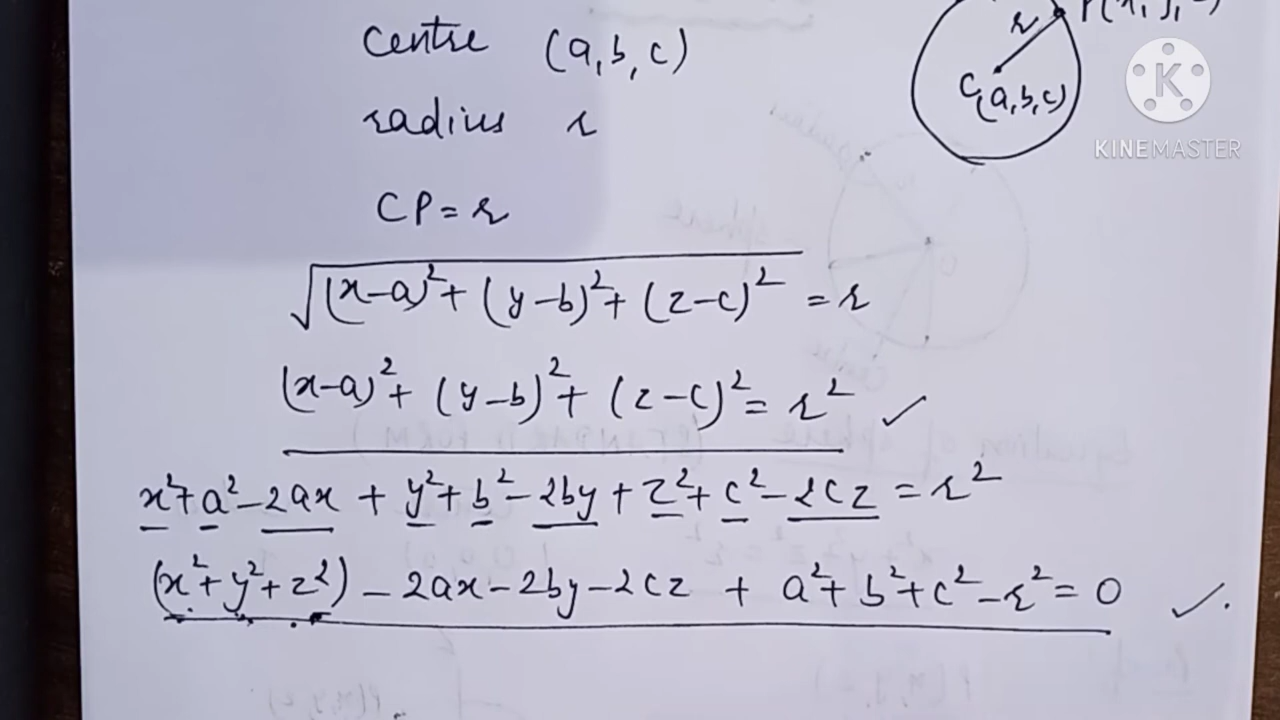 centre (a, b, c)
radius r
r
C(a, b, c)
KINEMASTER
CP = r
√((x-a)²+ (y-b)²+ (z-c)²) = r
(x-a)²+ (y-b)²+ (z-c)² = r² ✓
x²+a²-2ax + y²+b²-2by + z²+c²-2cz = r²
(x²+y²+z²) - 2ax-2by-2cz + a²+b²+c²-r² = 0 ✓.